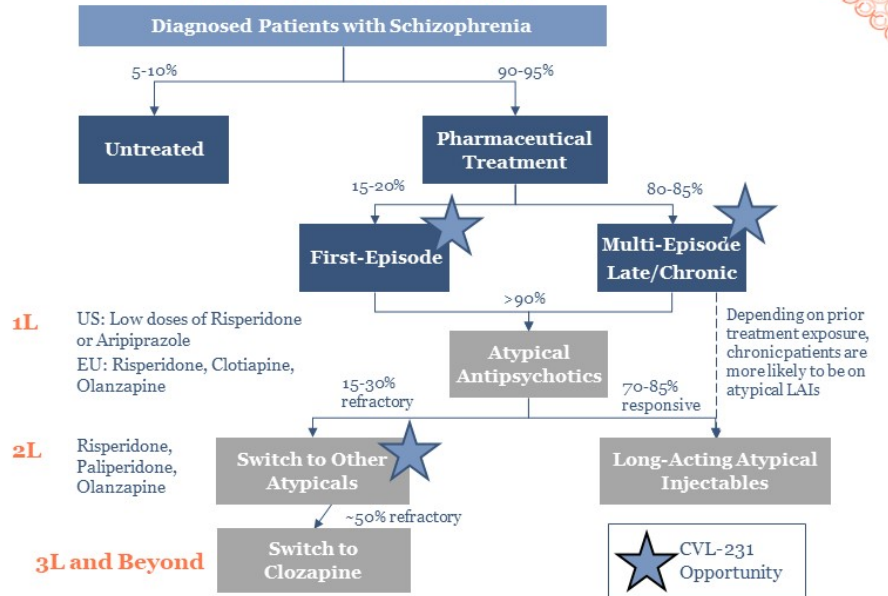 Diagnosed Patients with Schizophrenia
5-10%
90-95%
Untreated
Pharmaceutical
Treatment
15-20%
80-85%
First-Episode
Multi-Episode
Late/Chronic
>90%
1L
US: Low doses of Risperidone
or Aripiprazole
EU: Risperidone, Clotiapine,
Olanzapine
Atypical
Antipsychotics
Depending on prior
treatment exposure,
chronic patients are
more likely to be on
atypical LAIs
15-30%
refractory
70-85%
responsive
2L
Risperidone,
Paliperidone,
Olanzapine
Switch to Other
Atypicals
Long-Acting Atypical
Injectables
~50% refractory
3L and Beyond
Switch to
Clozapine
CVL-231
Opportunity